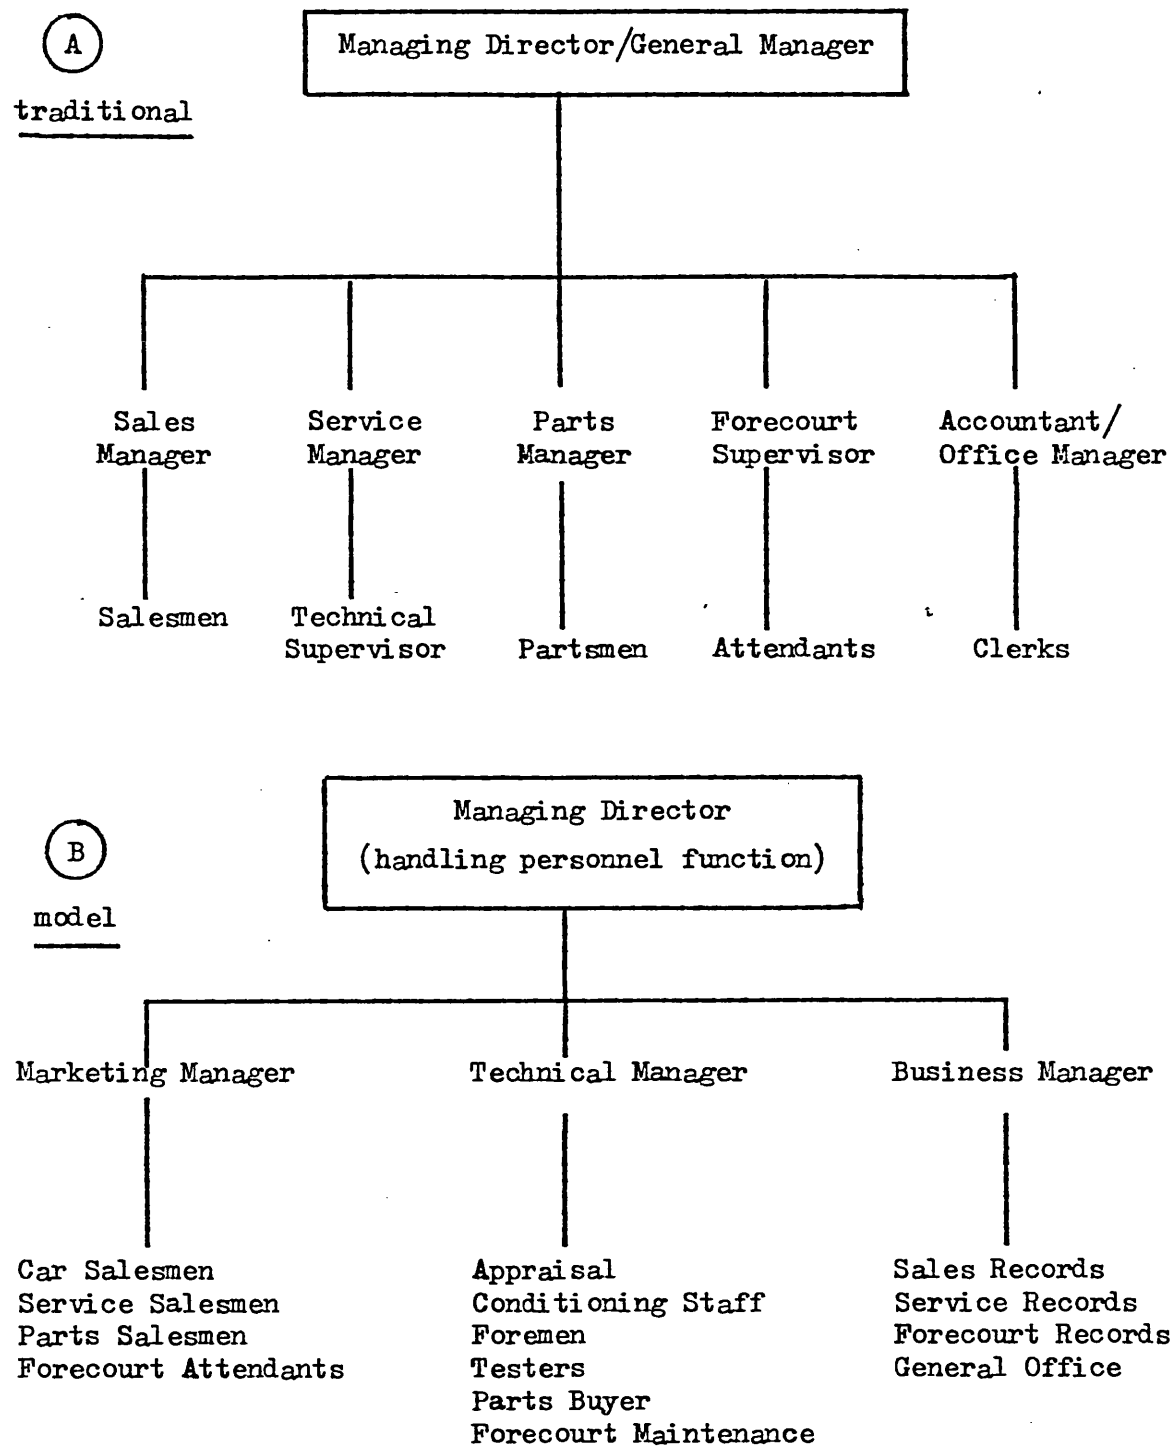 A
Managing Director/General Manager
traditional
Sales
Manager
Service
Manager
Parts
Manager
Forecourt
Supervisor
Accountant/
Office Manager
Salesmen
Technical
Supervisor
Partsmen
Attendants
Clerks
B
Managing Director
(handling personnel function)
model
Marketing Manager
Technical Manager
Business Manager
Car Salesmen
Service Salesmen
Parts Salesmen
Forecourt Attendants
Appraisal
Conditioning Staff
Foremen
Testers
Parts Buyer
Forecourt Maintenance
Sales Records
Service Records
Forecourt Records
General Office